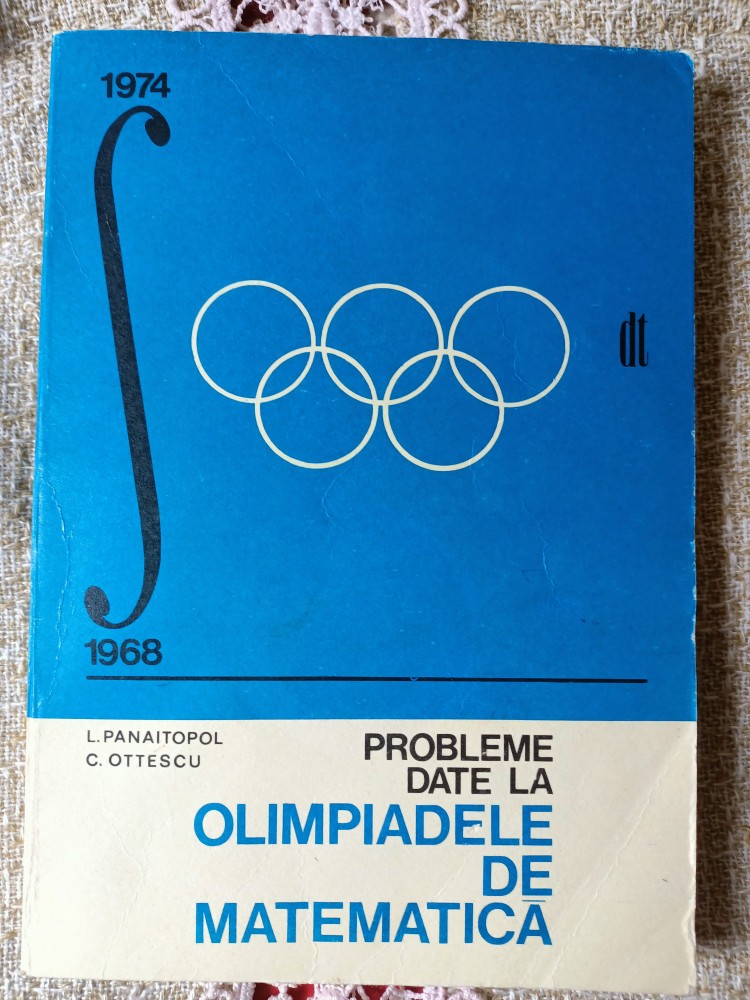 1974
∫
dt
1968
L. PANAITOPOL
C. OTTESCU
PROBLEME
DATE LA
OLIMPIADELE
DE
MATEMATICĂ